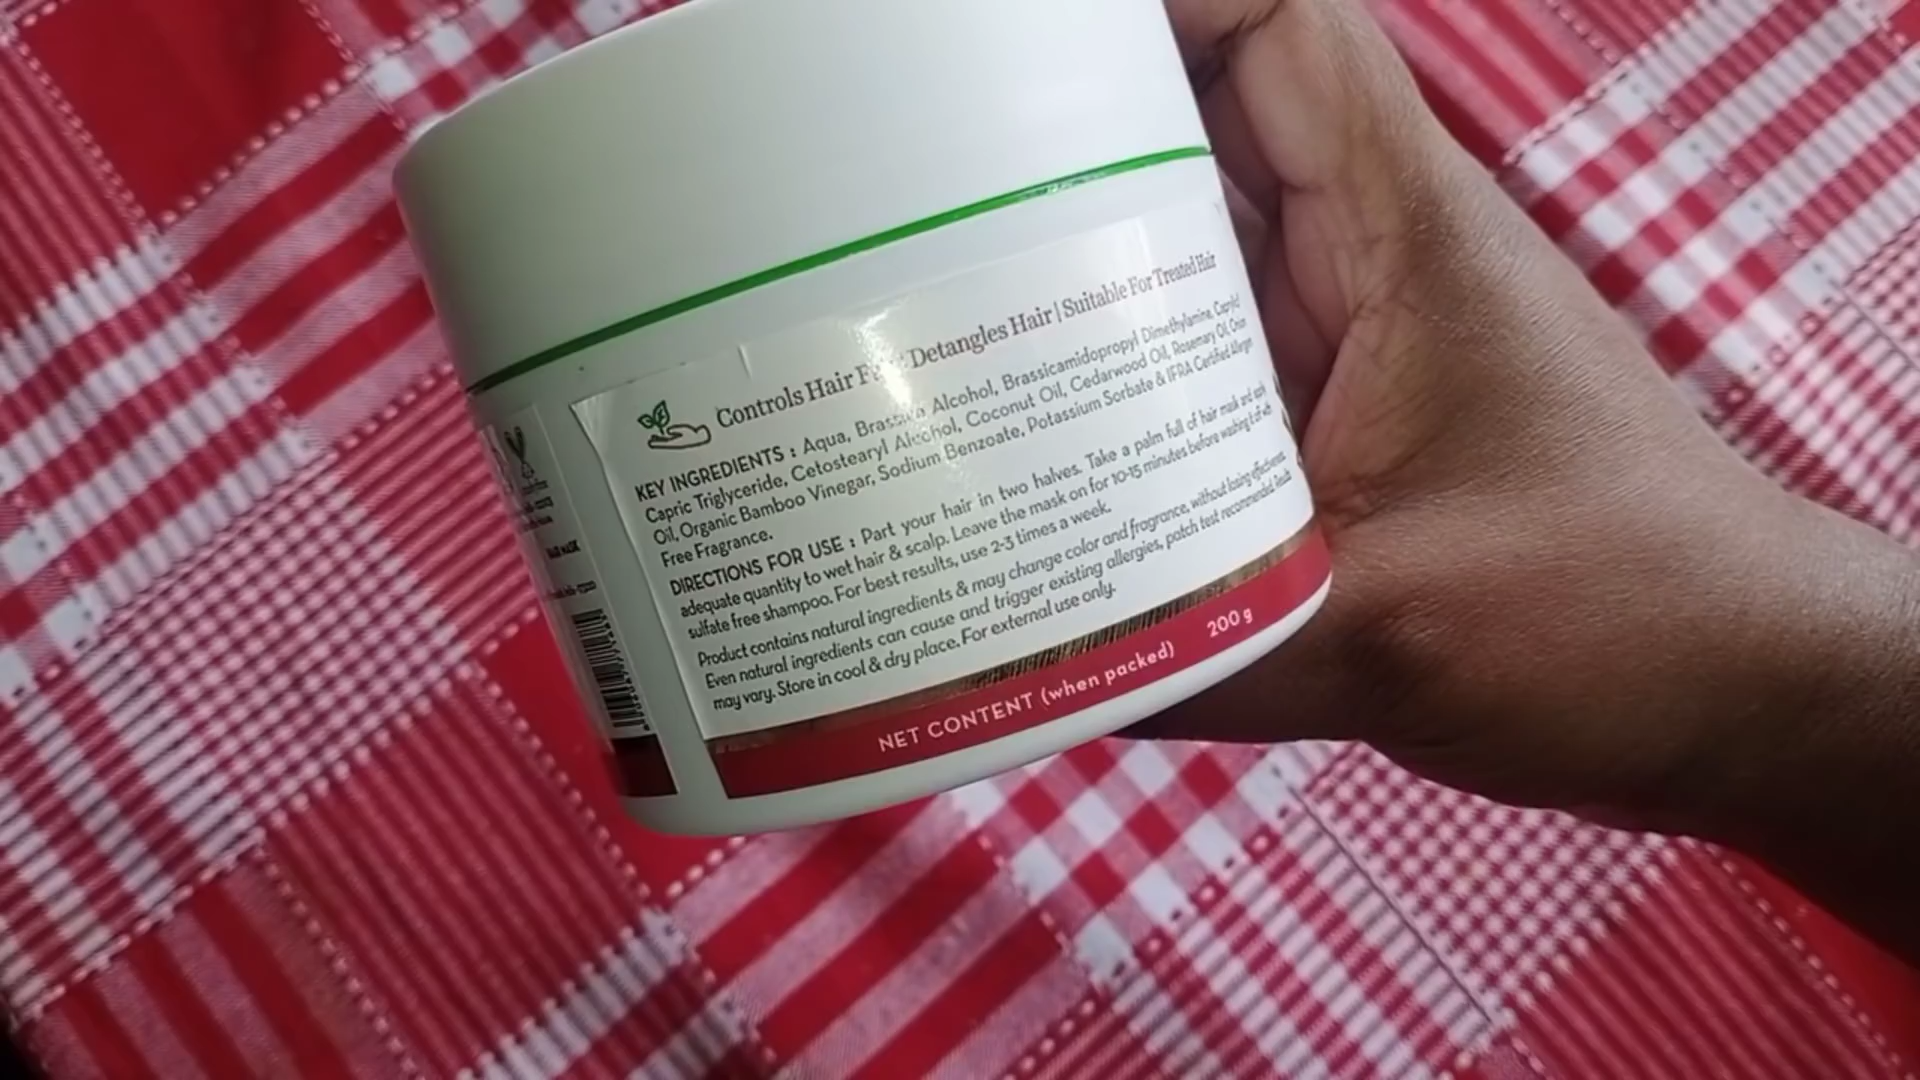 Controls Hair Detangles Hair | Suitable For Treated Hair
KEY INGREDIENTS : Aqua, Brassica Alcohol, Brassicamidopropyl Dimethylamine, Caprylic/
Capric Triglyceride, Cetostearyl Alcohol, Coconut Oil, Cedarwood Oil, Rosemary Oil, Onion
Oil, Organic Bamboo Vinegar, Sodium Benzoate, Potassium Sorbate & IFRA Certified Allergen
Free Fragrance.
DIRECTIONS FOR USE : Part your hair in two halves. Take a palm full of hair mask and apply
adequate quantity to wet hair & scalp. Leave the mask on for 10-15 minutes before washing it off with
sulfate free shampoo. For best results, use 2-3 times a week.
Product contains natural ingredients & may change color and fragrance, without losing effectiveness.
Even natural ingredients can cause and trigger existing allergies, patch test recommended. Results
may vary. Store in cool & dry place. For external use only.
NET CONTENT (when packed) 200 g